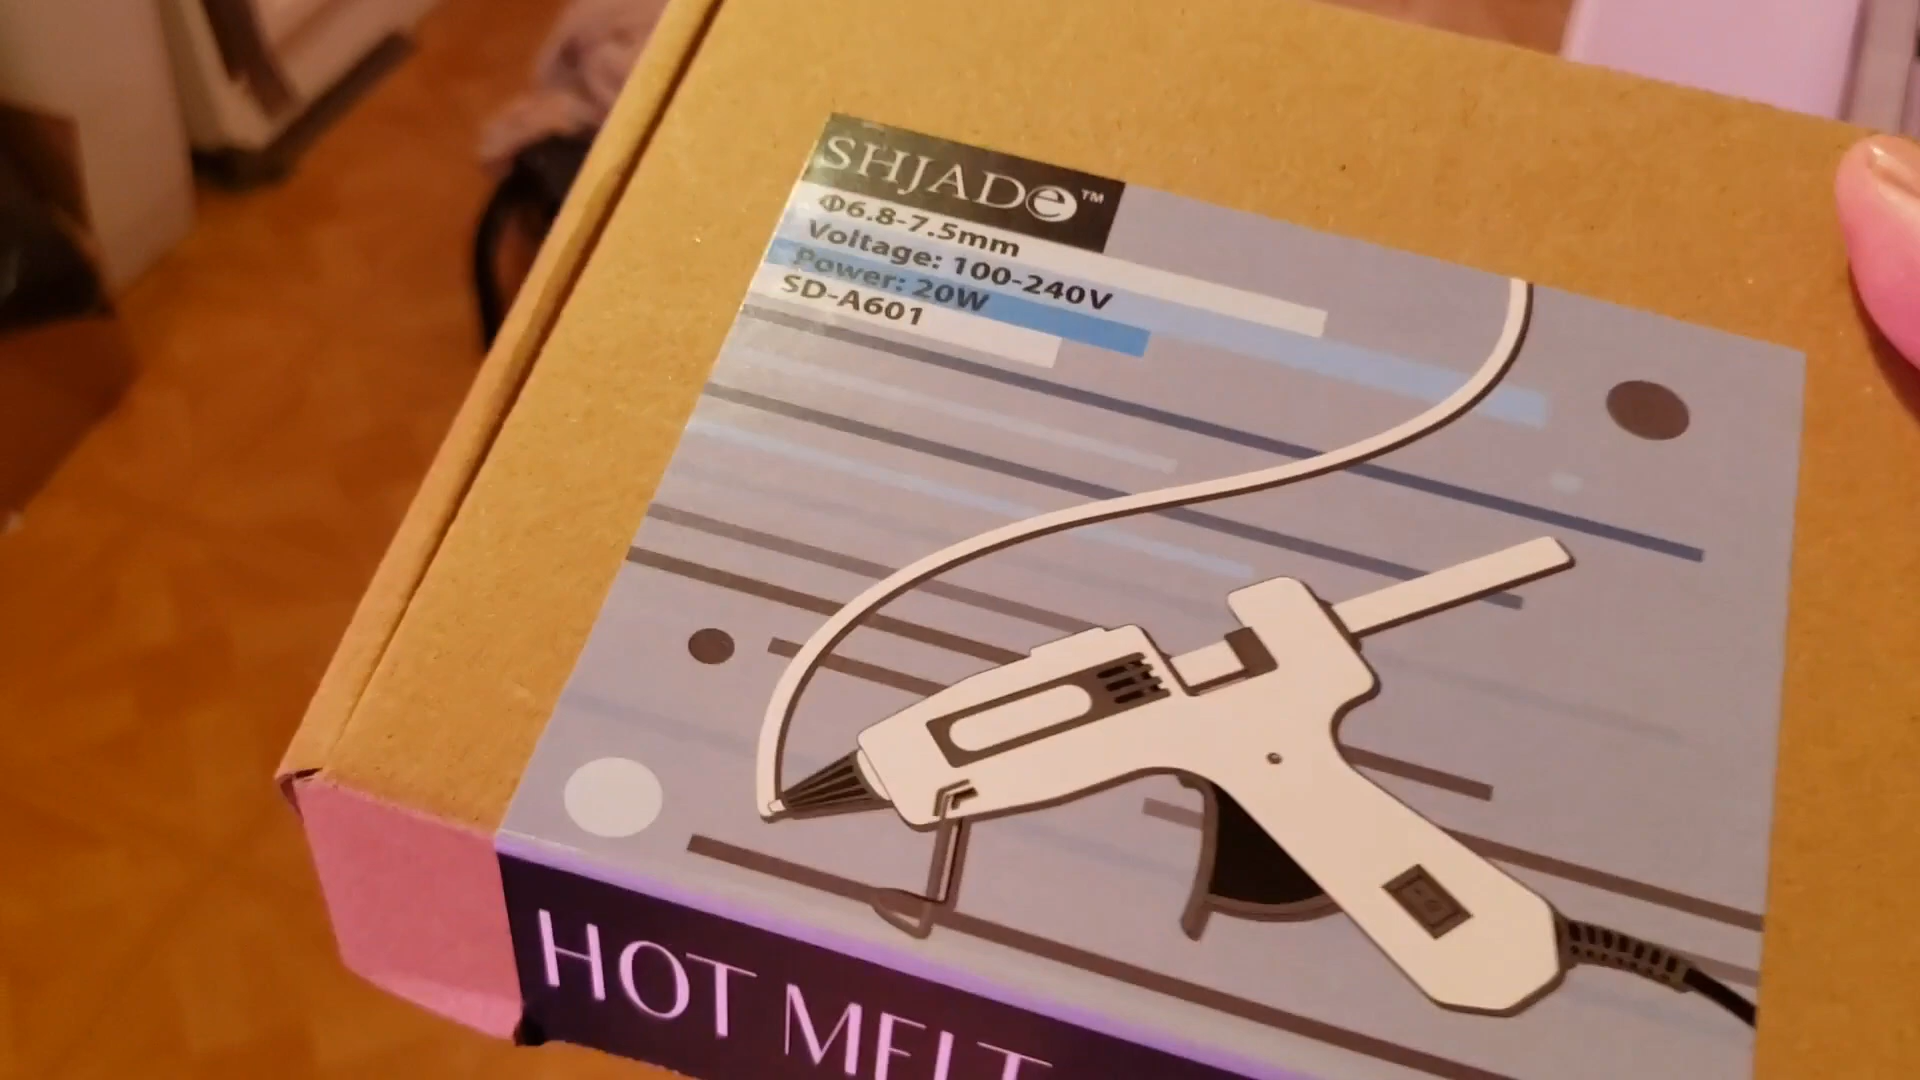 SHJADe™
Φ6.8-7.5mm
Voltage: 100-240V
Power: 20W
SD-A601
HOT MELT